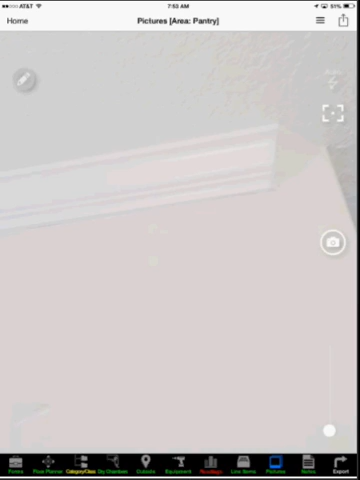 AT&T 7:53 AM 51%
Home Pictures [Area: Pantry]
Forms Floor Planner Category/Class Dry Chambers Outside Equipment Readings Line Items Pictures Notes Export